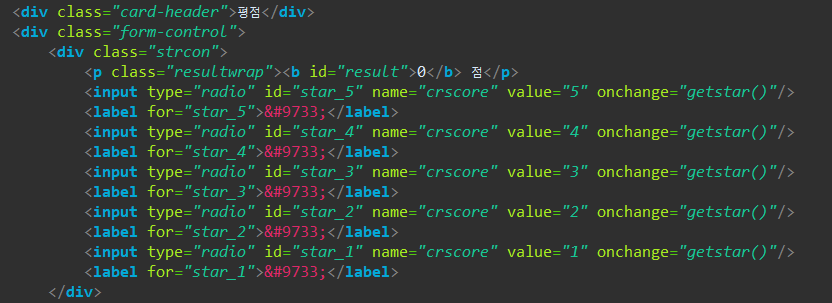 <div class="card-header">평점</div>
<div class="form-control">
<div class="strcon">
<p class="resultwrap"><b id="result">0</b> 점</p>
<input type="radio" id="star_5" name="crscore" value="5" onchange="getstar()"/>
<label for="star_5">&#9733;</label>
<input type="radio" id="star_4" name="crscore" value="4" onchange="getstar()"/>
<label for="star_4">&#9733;</label>
<input type="radio" id="star_3" name="crscore" value="3" onchange="getstar()"/>
<label for="star_3">&#9733;</label>
<input type="radio" id="star_2" name="crscore" value="2" onchange="getstar()"/>
<label for="star_2">&#9733;</label>
<input type="radio" id="star_1" name="crscore" value="1" onchange="getstar()"/>
<label for="star_1">&#9733;</label>
</div>